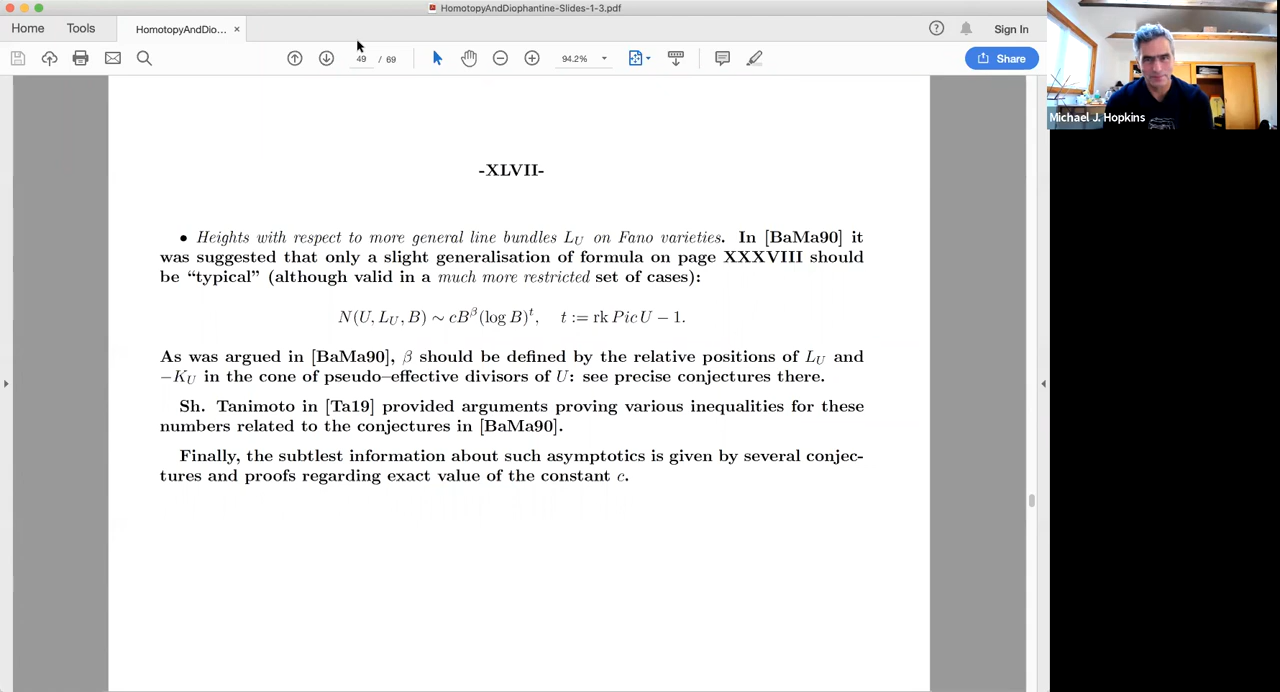 HomotopyAndDiophantine-Slides-1-3.pdf
Home Tools HomotopyAndDio... × Sign In
49 / 69 94.2% Share
Michael J. Hopkins
-XLVII-
• Heights with respect to more general line bundles L_U on Fano varieties. In [BaMa90] it
was suggested that only a slight generalisation of formula on page XXXVIII should
be “typical” (although valid in a much more restricted set of cases):
N(U, L_U, B) ∼ cB^β(log B)^t, t := rk Pic U − 1.
As was argued in [BaMa90], β should be defined by the relative positions of L_U and
−K_U in the cone of pseudo–effective divisors of U: see precise conjectures there.
Sh. Tanimoto in [Ta19] provided arguments proving various inequalities for these
numbers related to the conjectures in [BaMa90].
Finally, the subtlest information about such asymptotics is given by several conjec-
tures and proofs regarding exact value of the constant c.